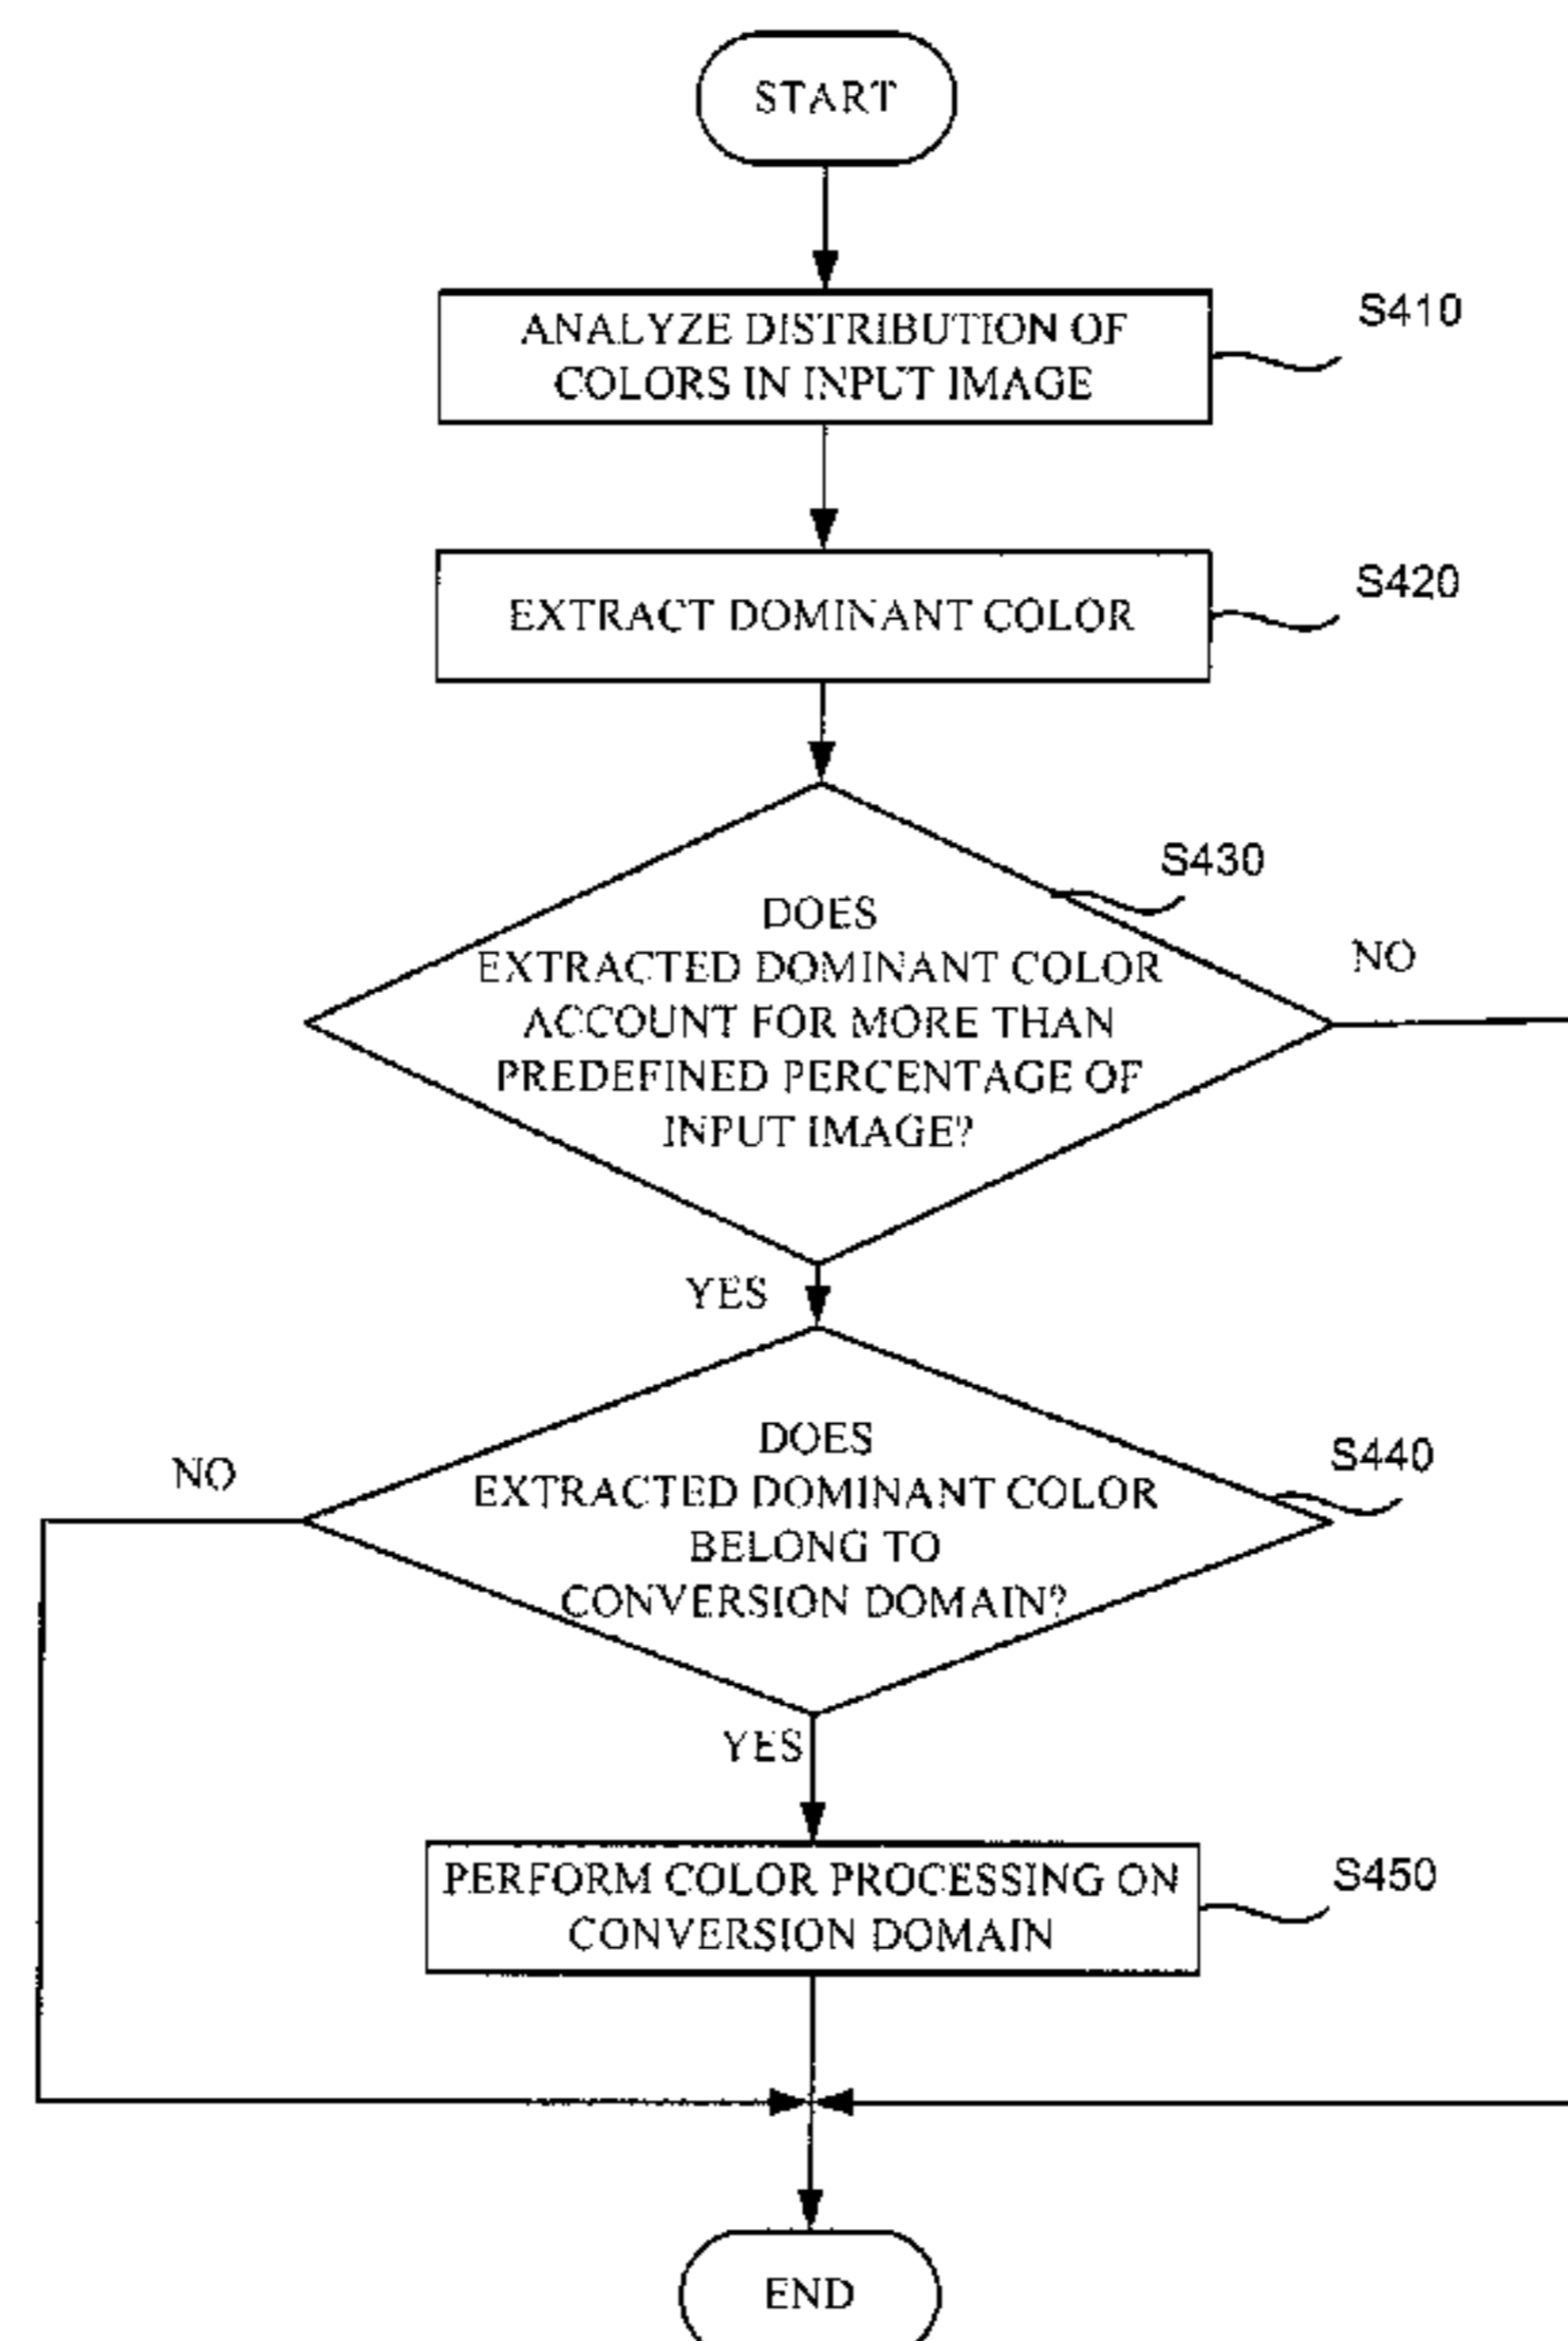 START
ANALYZE DISTRIBUTION OF
COLORS IN INPUT IMAGE
S410
EXTRACT DOMINANT COLOR
S420
S430
DOES
EXTRACTED DOMINANT COLOR
ACCOUNT FOR MORE THAN
PREDEFINED PERCENTAGE OF
INPUT IMAGE?
NO
YES
DOES
EXTRACTED DOMINANT COLOR
BELONG TO
CONVERSION DOMAIN?
S440
NO
YES
PERFORM COLOR PROCESSING ON
CONVERSION DOMAIN
S450
END